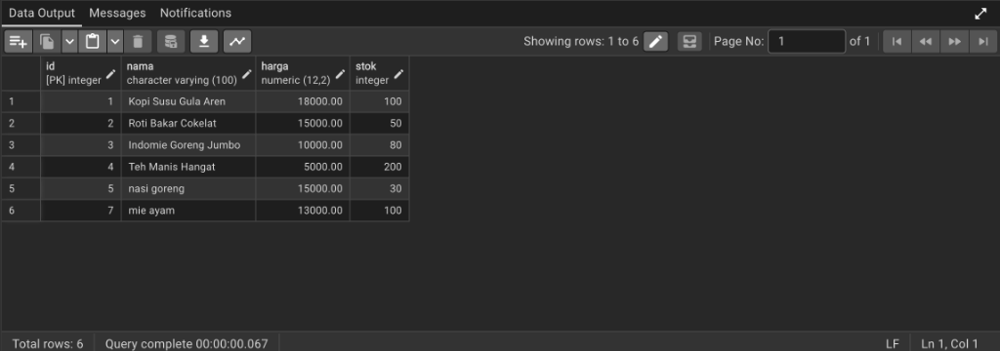 Data Output Messages Notifications
Showing rows: 1 to 6 Page No: 1 of 1
id nama harga stok
[PK] integer character varying (100) numeric (12,2) integer
1 1 Kopi Susu Gula Aren 18000.00 100
2 2 Roti Bakar Cokelat 15000.00 50
3 3 Indomie Goreng Jumbo 10000.00 80
4 4 Teh Manis Hangat 5000.00 200
5 5 nasi goreng 15000.00 30
6 7 mie ayam 13000.00 100
Total rows: 6 Query complete 00:00:00.067 LF Ln 1, Col 1